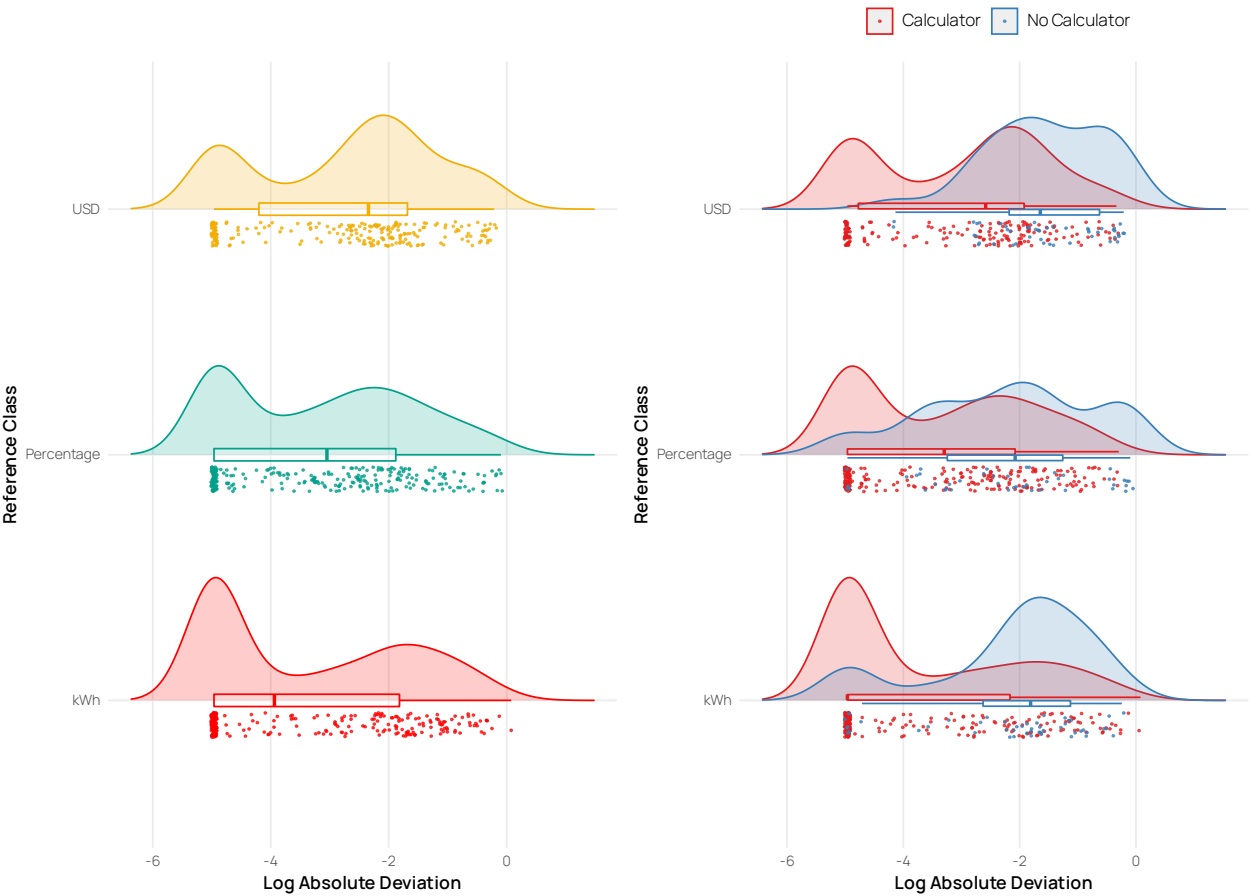 Calculator No Calculator
USD
Percentage
kWh
Reference Class
-6 -4 -2 0
Log Absolute Deviation
USD
Percentage
kWh
Reference Class
-6 -4 -2 0
Log Absolute Deviation